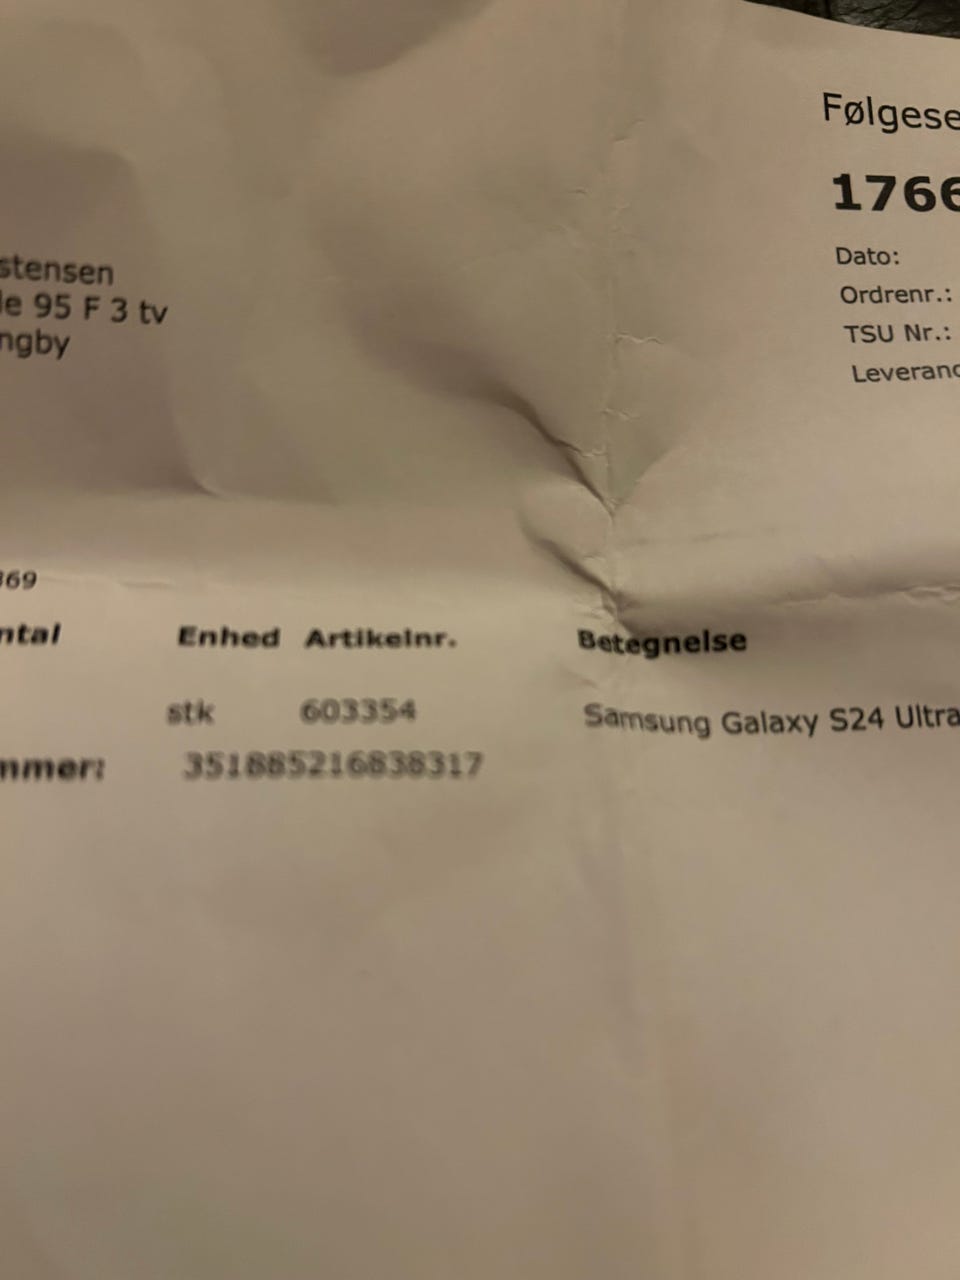 Følgese
1766
Dato:
Ordrenr.:
TSU Nr.:
Leveranc
stensen
le 95 F 3 tv
ngby
369
ntal Enhed Artikelnr. Betegnelse
stk 603354 Samsung Galaxy S24 Ultra
mmer: 351885216838317